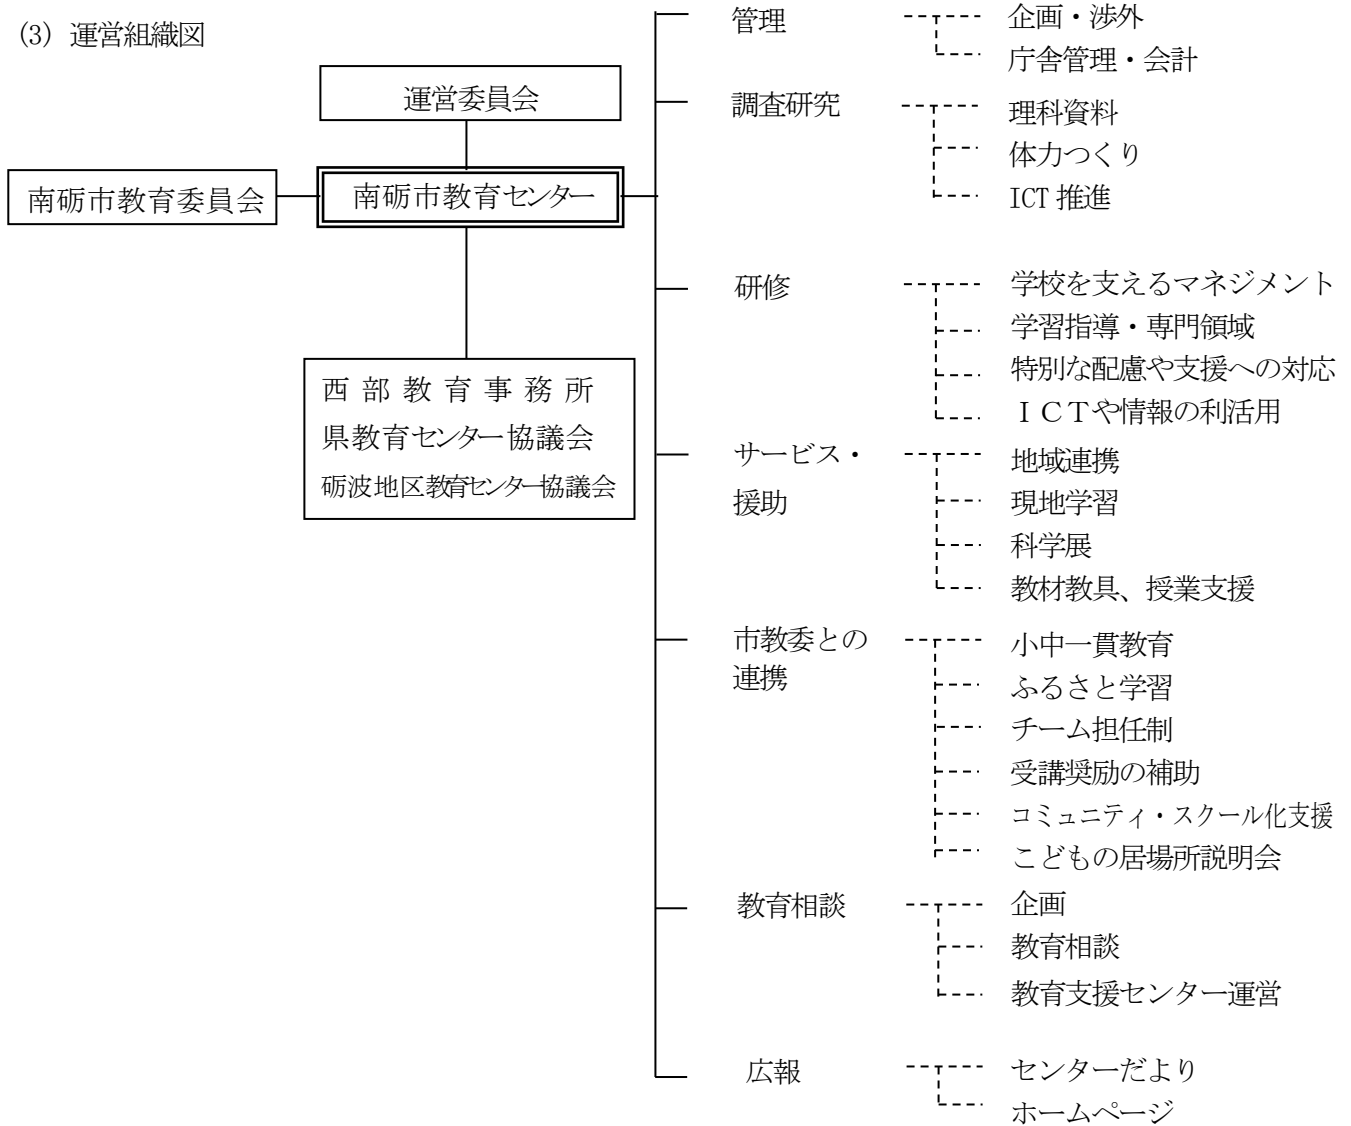 (3) 運営組織図
運営委員会
南砺市教育委員会
南砺市教育センター
西部教育事務所
県教育センター協議会
砺波地区教育センター協議会
管理
企画・渉外
庁舎管理・会計
調査研究
理科資料
体力つくり
ICT 推進
研修
学校を支えるマネジメント
学習指導・専門領域
特別な配慮や支援への対応
ＩＣＴや情報の利活用
サービス・
援助
地域連携
現地学習
科学展
教材教具、授業支援
市教委との
連携
小中一貫教育
ふるさと学習
チーム担任制
受講奨励の補助
コミュニティ・スクール化支援
こどもの居場所説明会
教育相談
企画
教育相談
教育支援センター運営
広報
センターだより
ホームページ